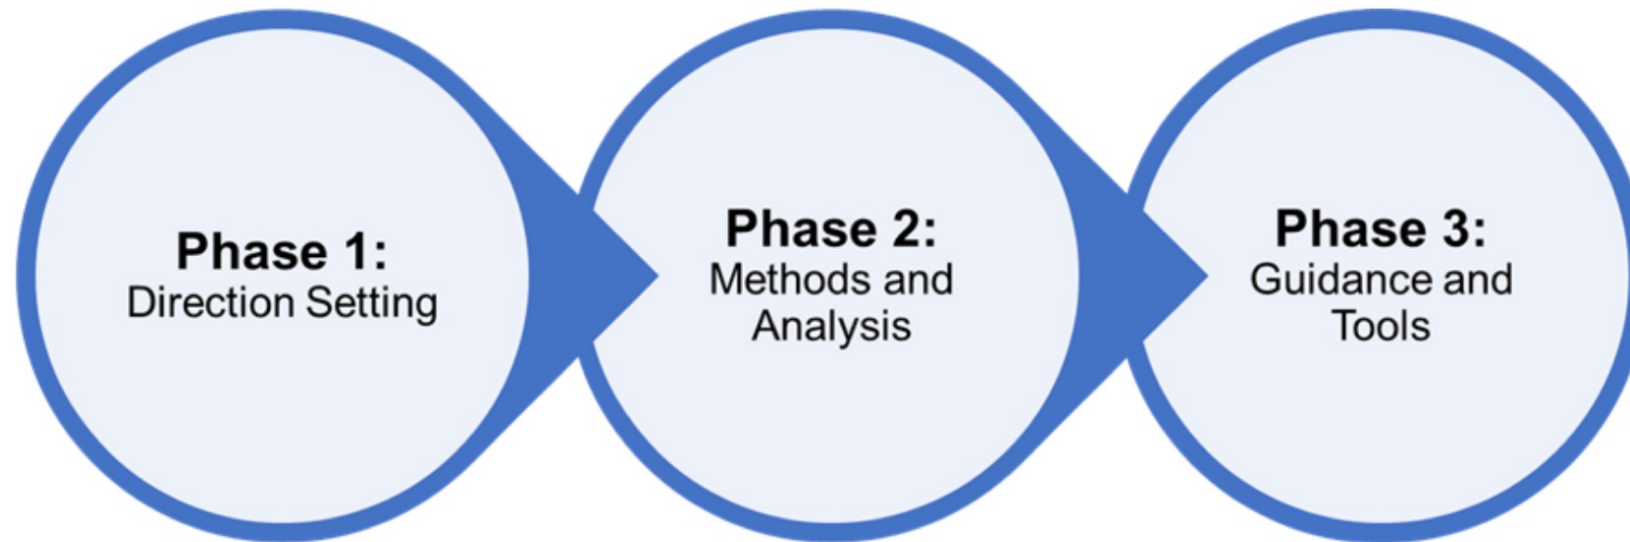 Phase 1:
Direction Setting
Phase 2:
Methods and
Analysis
Phase 3:
Guidance and
Tools